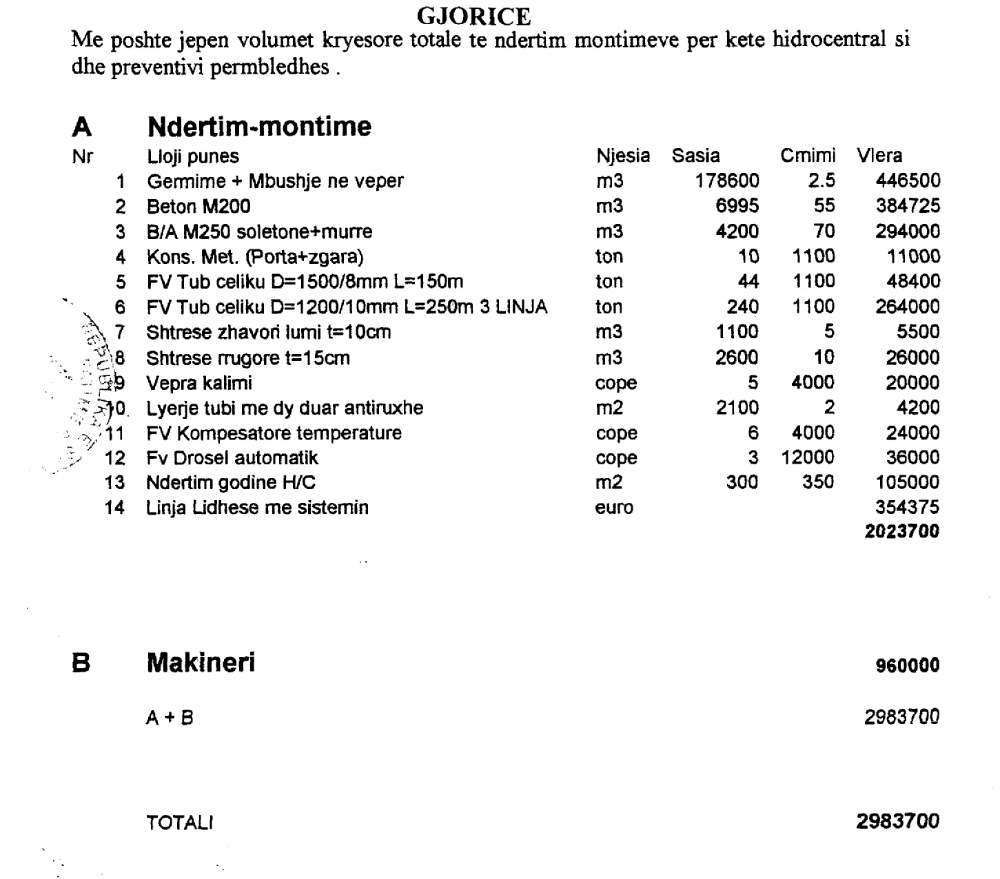 GJORICE
Me poshte jepen volumet kryesore totale te ndertim montimeve per kete hidrocentral si
dhe preventivi permbledhes .
A Ndertim-montime
Nr Lloji punes Njesia Sasia Cmimi Vlera
1 Germime + Mbushje ne veper m3 178600 2.5 446500
2 Beton M200 m3 6995 55 384725
3 B/A M250 soletone+murre m3 4200 70 294000
4 Kons. Met. (Porta+zgara) ton 10 1100 11000
5 FV Tub celiku D=1500/8mm L=150m ton 44 1100 48400
6 FV Tub celiku D=1200/10mm L=250m 3 LINJA ton 240 1100 264000
7 Shtrese zhavori lumi t=10cm m3 1100 5 5500
8 Shtrese rrugore t=15cm m3 2600 10 26000
9 Vepra kalimi cope 5 4000 20000
10 Lyerje tubi me dy duar antiruxhe m2 2100 2 4200
11 FV Kompesatore temperature cope 6 4000 24000
12 Fv Drosel automatik cope 3 12000 36000
13 Ndertim godine H/C m2 300 350 105000
14 Linja Lidhese me sistemin euro 354375
2023700
B Makineri 960000
A + B 2983700
TOTALI 2983700
REPUBLIKA E